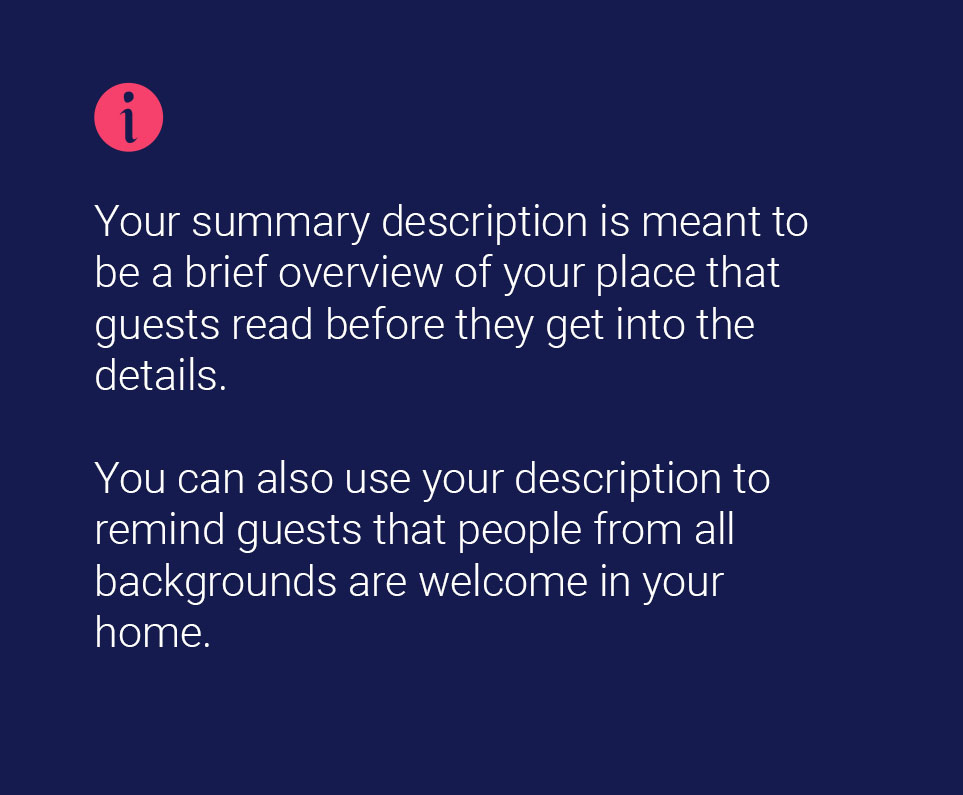 i
Your summary description is meant to
be a brief overview of your place that
guests read before they get into the
details.
You can also use your description to
remind guests that people from all
backgrounds are welcome in your
home.